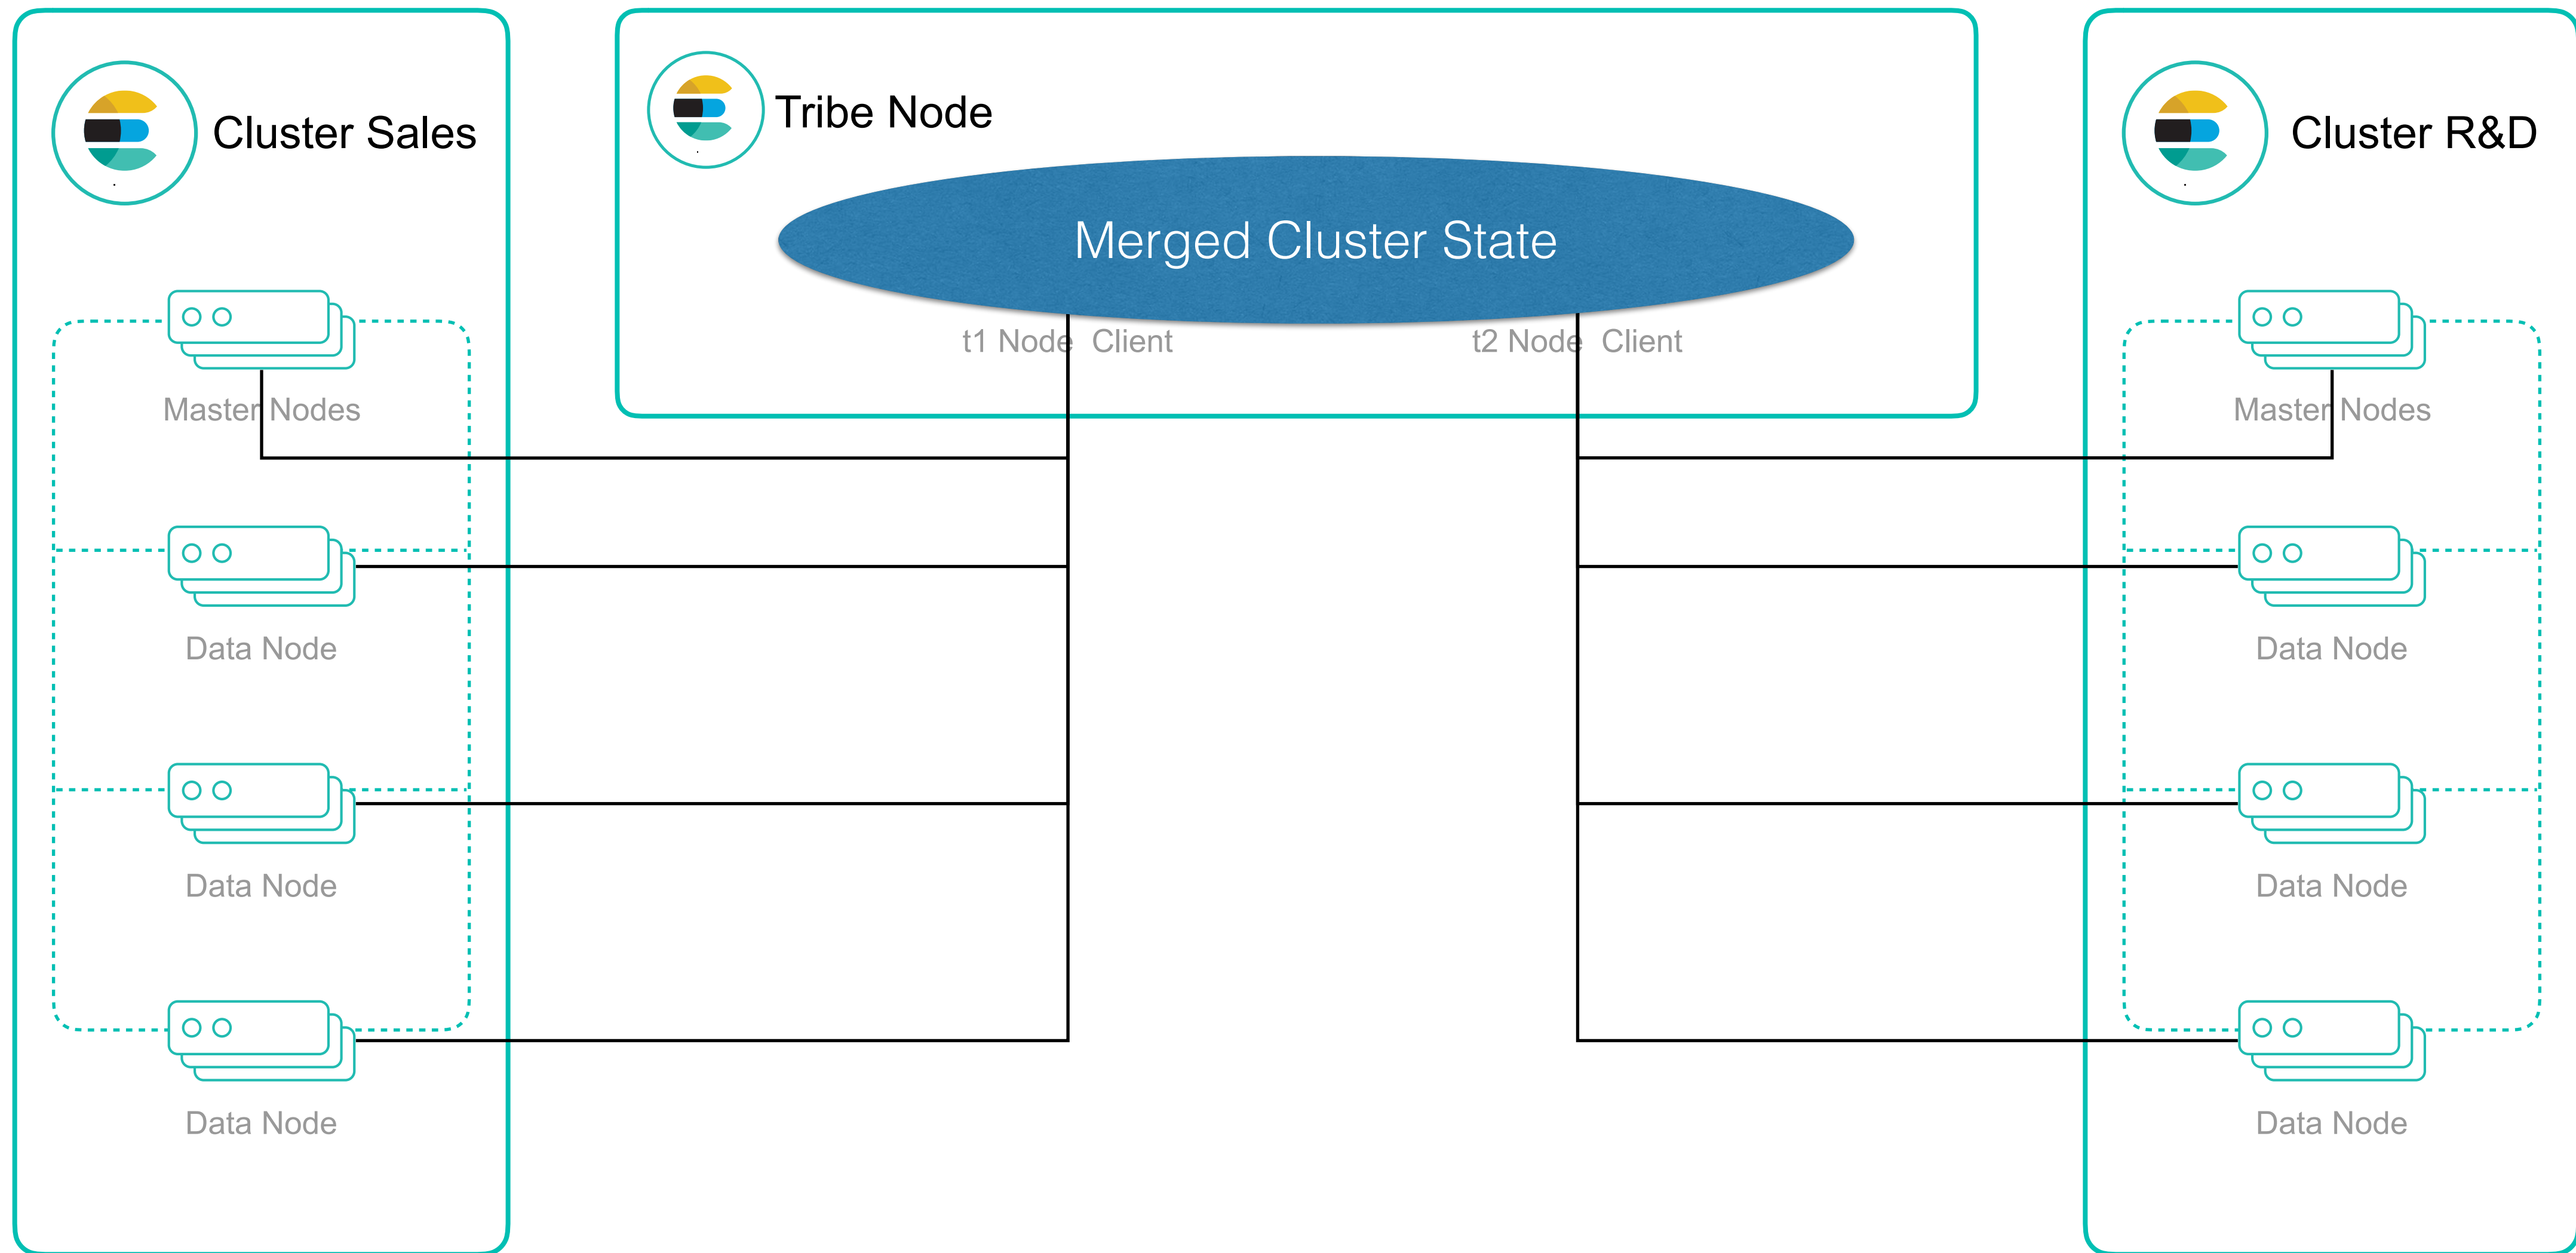 Cluster Sales
Master Nodes
Data Node
Data Node
Data Node
Tribe Node
Merged Cluster State
t1 Node Client
t2 Node Client
Cluster R&D
Master Nodes
Data Node
Data Node
Data Node